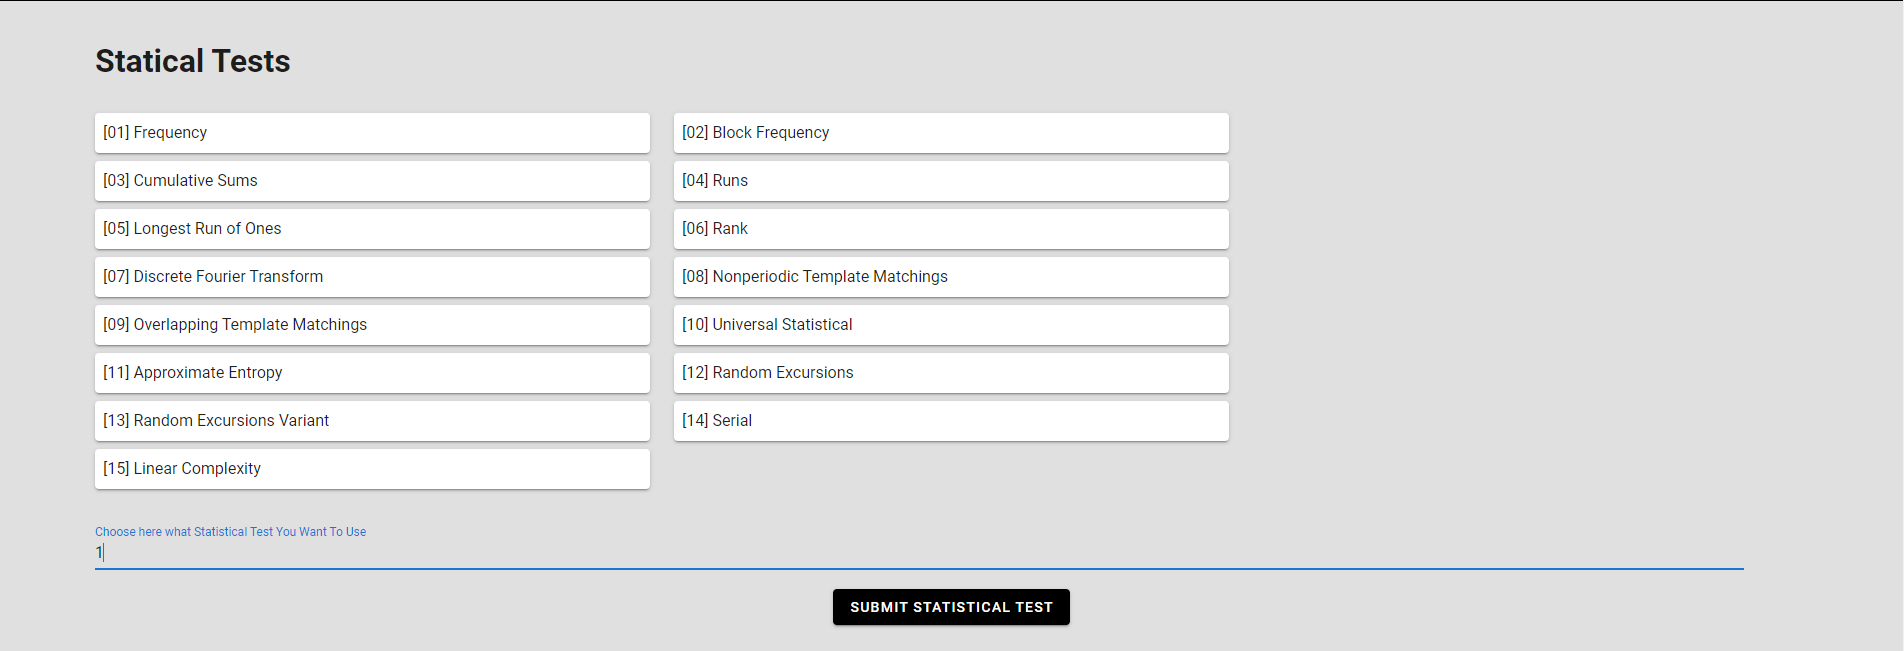 Statical Tests
[01] Frequency
[02] Block Frequency
[03] Cumulative Sums
[04] Runs
[05] Longest Run of Ones
[06] Rank
[07] Discrete Fourier Transform
[08] Nonperiodic Template Matchings
[09] Overlapping Template Matchings
[10] Universal Statistical
[11] Approximate Entropy
[12] Random Excursions
[13] Random Excursions Variant
[14] Serial
[15] Linear Complexity
Choose here what Statistical Test You Want To Use
1
SUBMIT STATISTICAL TEST